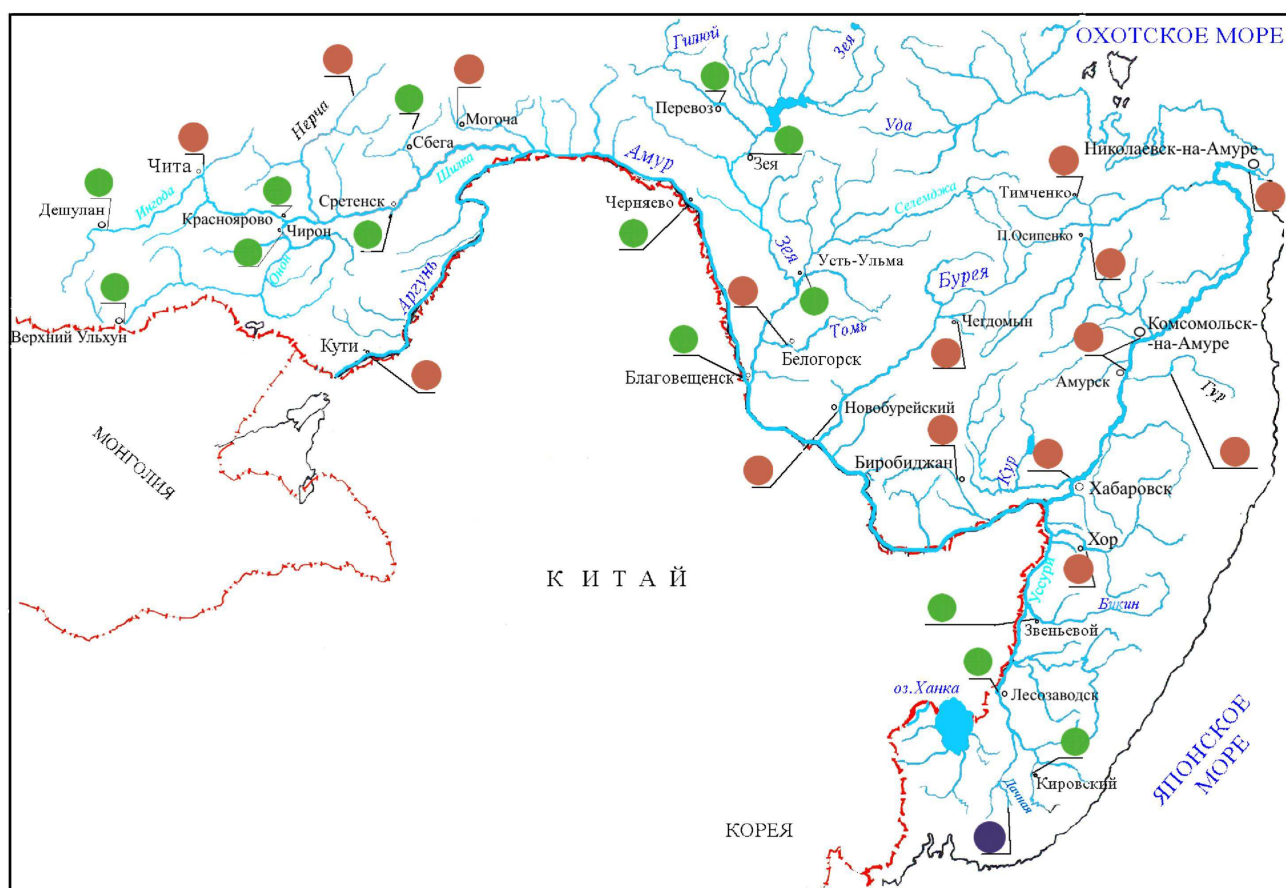 ОХОТСКОЕ МОРЕ
Гилюй
Зея
Нерча
Перевоз
Могоча
Сбега
Уда
Чита
Шилка
Амур
Зея
Николаевск-на-Амуре
Тимченко
Ингода
Дешулан
Красноярово
Сретенск
Черняево
Селемджа
Чирон
П.Осипенко
Онон
Зея
Усть-Ульма
Аргунь
Бурея
Верхний Ульхун
Кути
Томь
Чегдомын
Комсомольск-
-на-Амуре
Белогорск
Благовещенск
Амурск
Гур
Новобурейский
МОНГОЛИЯ
Биробиджан
Кур
Хабаровск
Хор
КИТАЙ
Уссури
Бикин
Звеньевой
оз.Ханка
Лесозаводск
ЯПОНСКОЕ
МОРЕ
Кировский
Дачная
КОРЕЯ